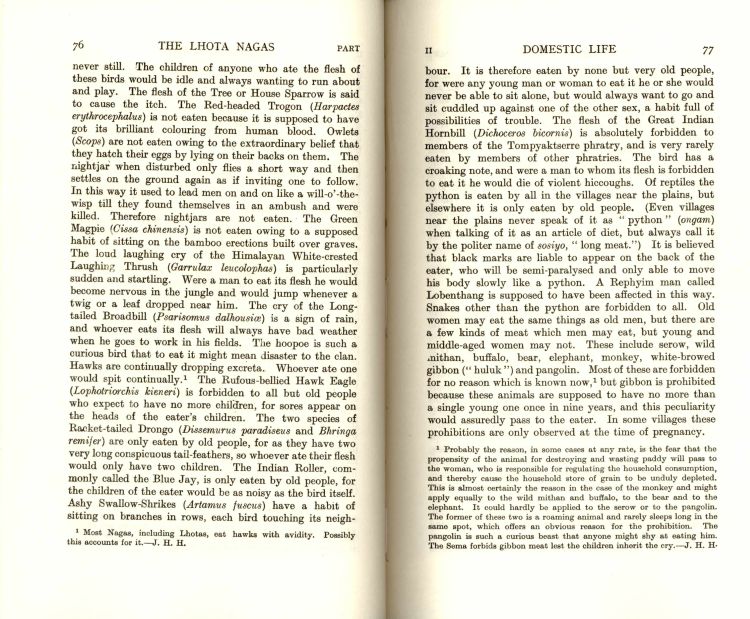 76 THE LHOTA NAGAS PART
never still. The children of anyone who ate the flesh of
these birds would be idle and always wanting to run about
and play. The flesh of the Tree or House Sparrow is said
to cause the itch. The Red-headed Trogon (Harpactes
erythrocephalus) is not eaten because it is supposed to have
got its brilliant colouring from human blood. Owlets
(Scops) are not eaten owing to the extraordinary belief that
they hatch their eggs by lying on their backs on them. The
nightjar when disturbed only flies a short way and then
settles on the ground again as if inviting one to follow.
In this way it used to lead men on and on like a will-o'-the-
wisp till they found themselves in an ambush and were
killed. Therefore nightjars are not eaten. The Green
Magpie (Cissa chinensis) is not eaten owing to a supposed
habit of sitting on the bamboo erections built over graves.
The loud laughing cry of the Himalayan White-crested
Laughing Thrush (Garrulax leucolophas) is particularly
sudden and startling. Were a man to eat its flesh he would
become nervous in the jungle and would jump whenever a
twig or a leaf dropped near him. The cry of the Long-
tailed Broadbill (Psarisomus dalhousiæ) is a sign of rain,
and whoever eats its flesh will always have bad weather
when he goes to work in his fields. The hoopoe is such a
curious bird that to eat it might mean disaster to the clan.
Hawks are continually dropping excreta. Whoever ate one
would spit continually.¹ The Rufous-bellied Hawk Eagle
(Lophotriorchis kieneri) is forbidden to all but old people
who expect to have no more children, for sores appear on
the heads of the eater's children. The two species of
Racket-tailed Drongo (Dissemurus paradiseus and Bhringa
remifer) are only eaten by old people, for as they have two
very long conspicuous tail-feathers, so whoever ate their flesh
would only have two children. The Indian Roller, com-
monly called the Blue Jay, is only eaten by old people, for
the children of the eater would be as noisy as the bird itself.
Ashy Swallow-Shrikes (Artamus fuscus) have a habit of
sitting on branches in rows, each bird touching its neigh-
¹ Most Nagas, including Lhotas, eat hawks with avidity. Possibly
this accounts for it.—J. H. H.
II DOMESTIC LIFE 77
bour. It is therefore eaten by none but very old people,
for were any young man or woman to eat it he or she would
never be able to sit alone, but would always want to go and
sit cuddled up against one of the other sex, a habit full of
possibilities of trouble. The flesh of the Great Indian
Hornbill (Dichoceros bicornis) is absolutely forbidden to
members of the Tompyaktserre phratry, and is very rarely
eaten by members of other phratries. The bird has a
croaking note, and were a man to whom its flesh is forbidden
to eat it he would die of violent hiccoughs. Of reptiles the
python is eaten by all in the villages near the plains, but
elsewhere it is only eaten by old people. (Even villages
near the plains never speak of it as "python" (ongam)
when talking of it as an article of diet, but always call it
by the politer name of sosiyo, "long meat.") It is believed
that black marks are liable to appear on the back of the
eater, who will be semi-paralysed and only able to move
his body slowly like a python. A Rephyim man called
Lobenthang is supposed to have been affected in this way.
Snakes other than the python are forbidden to all. Old
women may eat the same things as old men, but there are
a few kinds of meat which men may eat, but young and
middle-aged women may not. These include serow, wild
mithan, buffalo, bear, elephant, monkey, white-browed
gibbon ("huluk") and pangolin. Most of these are forbidden
for no reason which is known now,¹ but gibbon is prohibited
because these animals are supposed to have no more than
a single young one once in nine years, and this peculiarity
would assuredly pass to the eater. In some villages these
prohibitions are only observed at the time of pregnancy.
¹ Probably the reason, in some cases at any rate, is the fear that the
propensity of the animal for destroying and wasting paddy will pass to
the woman, who is responsible for regulating the household consumption,
and thereby cause the household store of grain to be unduly depleted.
This is almost certainly the reason in the case of the monkey and might
apply equally to the wild mithan and buffalo, to the bear and to the
elephant. It could hardly be applied to the serow or to the pangolin.
The former of these two is a roaming animal and rarely sleeps long in the
same spot, which offers an obvious reason for the prohibition. The
pangolin is such a curious beast that anyone might shy at eating him.
The Sema forbids gibbon meat lest the children inherit the cry.—J. H. H.